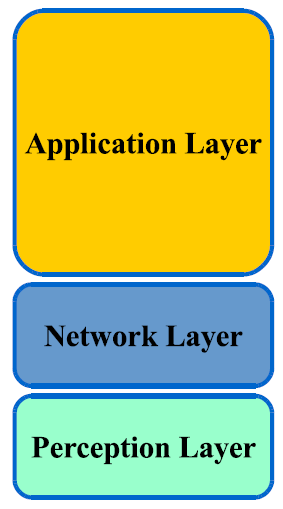 Application Layer
Network Layer
Perception Layer